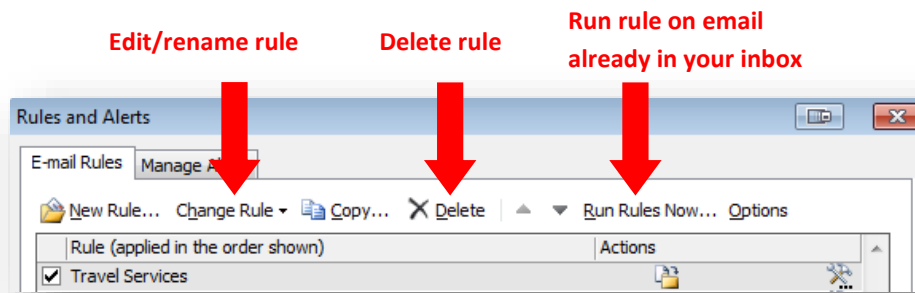 Edit/rename rule
Delete rule
Run rule on email
already in your inbox
Rules and Alerts
E-mail Rules
Manage A
New Rule... Change Rule Copy... Delete Run Rules Now... Options
Rule (applied in the order shown) Actions
Travel Services